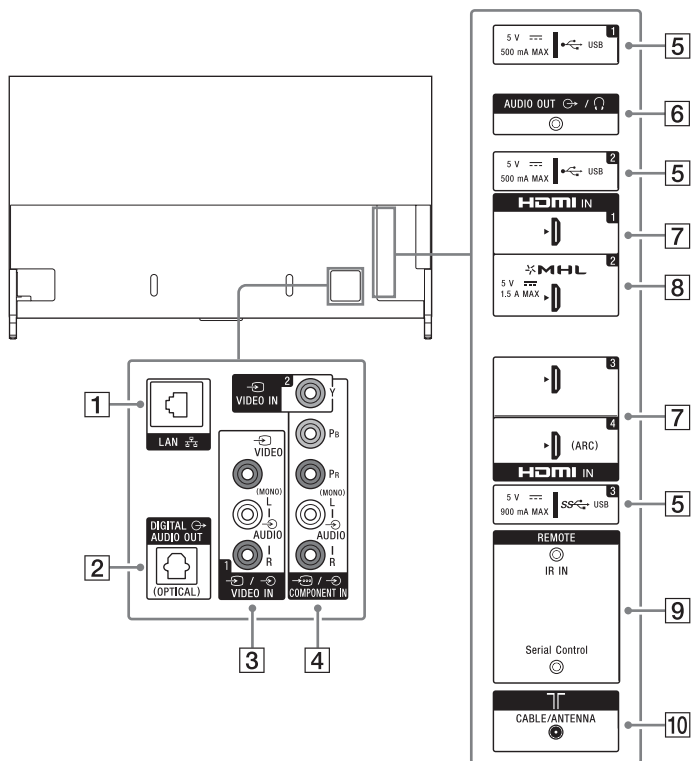 1
5 V
500 mA MAX
USB
5
AUDIO OUT /
6
2
5 V
500 mA MAX
USB
5
HDMI IN
1
7
2
MHL
5 V
1.5 A MAX
8
3
7
4
(ARC)
HDMI IN
3
5 V
900 mA MAX
SS USB
5
REMOTE
IR IN
9
Serial Control
CABLE/ANTENNA
10
1
LAN
2
DIGITAL
AUDIO OUT
(OPTICAL)
VIDEO
(MONO)
L
AUDIO
R
1
/
VIDEO IN
3
2
VIDEO IN
Y
PB
PR
(MONO)
L
AUDIO
R
/
COMPONENT IN
4